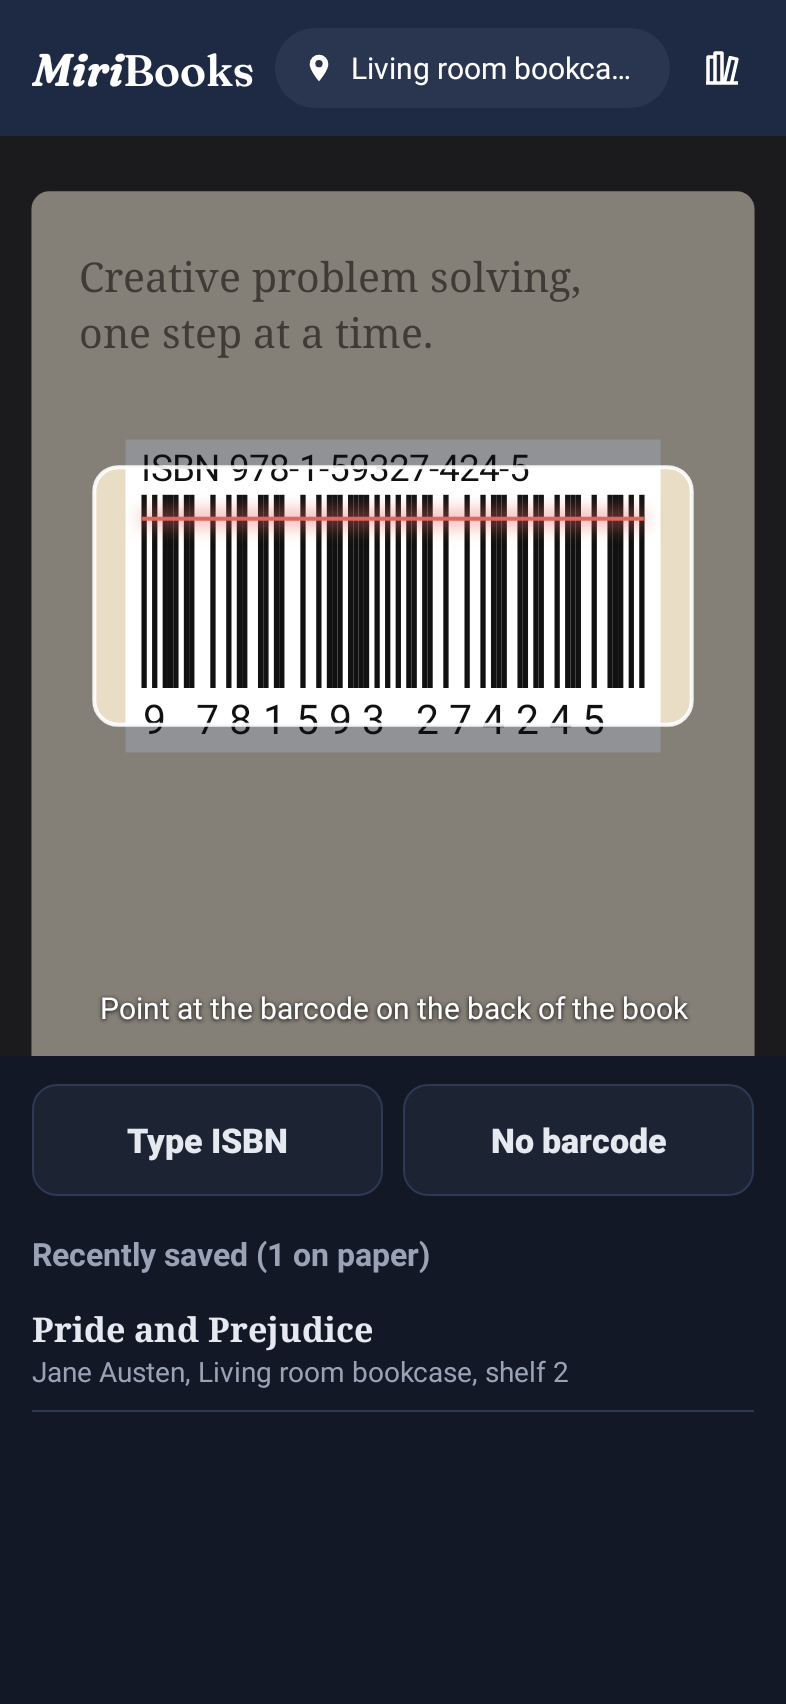 MiriBooks
Living room bookca...
Creative problem solving,
one step at a time.
ISBN 978-1-59327-424-5
9 781593 274245
Point at the barcode on the back of the book
Type ISBN
No barcode
Recently saved (1 on paper)
Pride and Prejudice
Jane Austen, Living room bookcase, shelf 2